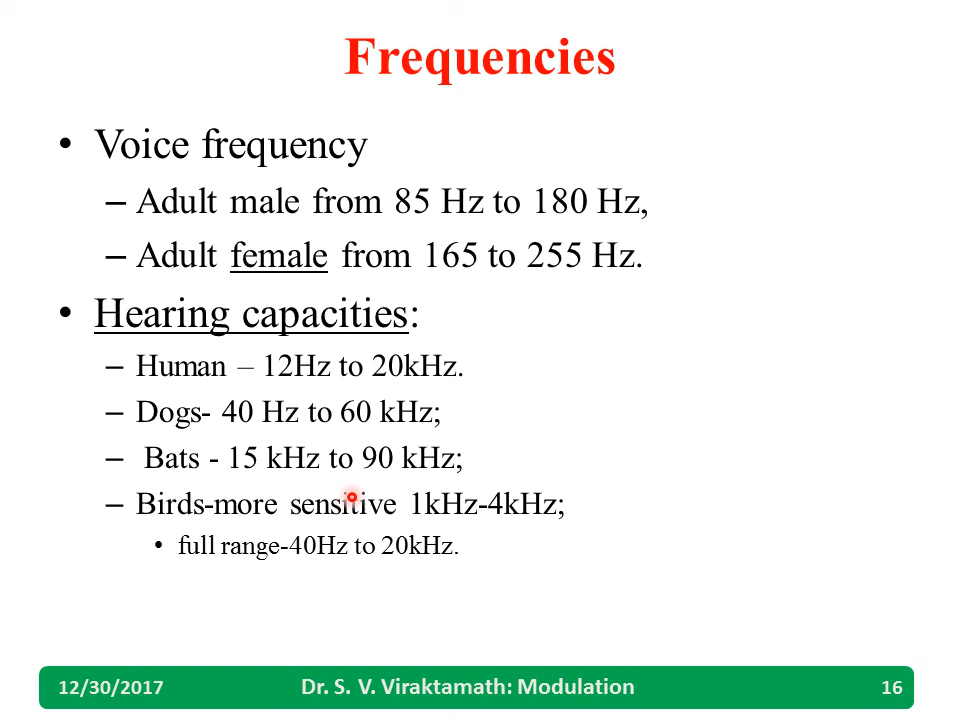 Frequencies
• Voice frequency
– Adult male from 85 Hz to 180 Hz,
– Adult female from 165 to 255 Hz.
• Hearing capacities:
– Human – 12Hz to 20kHz.
– Dogs- 40 Hz to 60 kHz;
– Bats - 15 kHz to 90 kHz;
– Birds-more sensitive 1kHz-4kHz;
• full range-40Hz to 20kHz.
12/30/2017 Dr. S. V. Viraktamath: Modulation 16